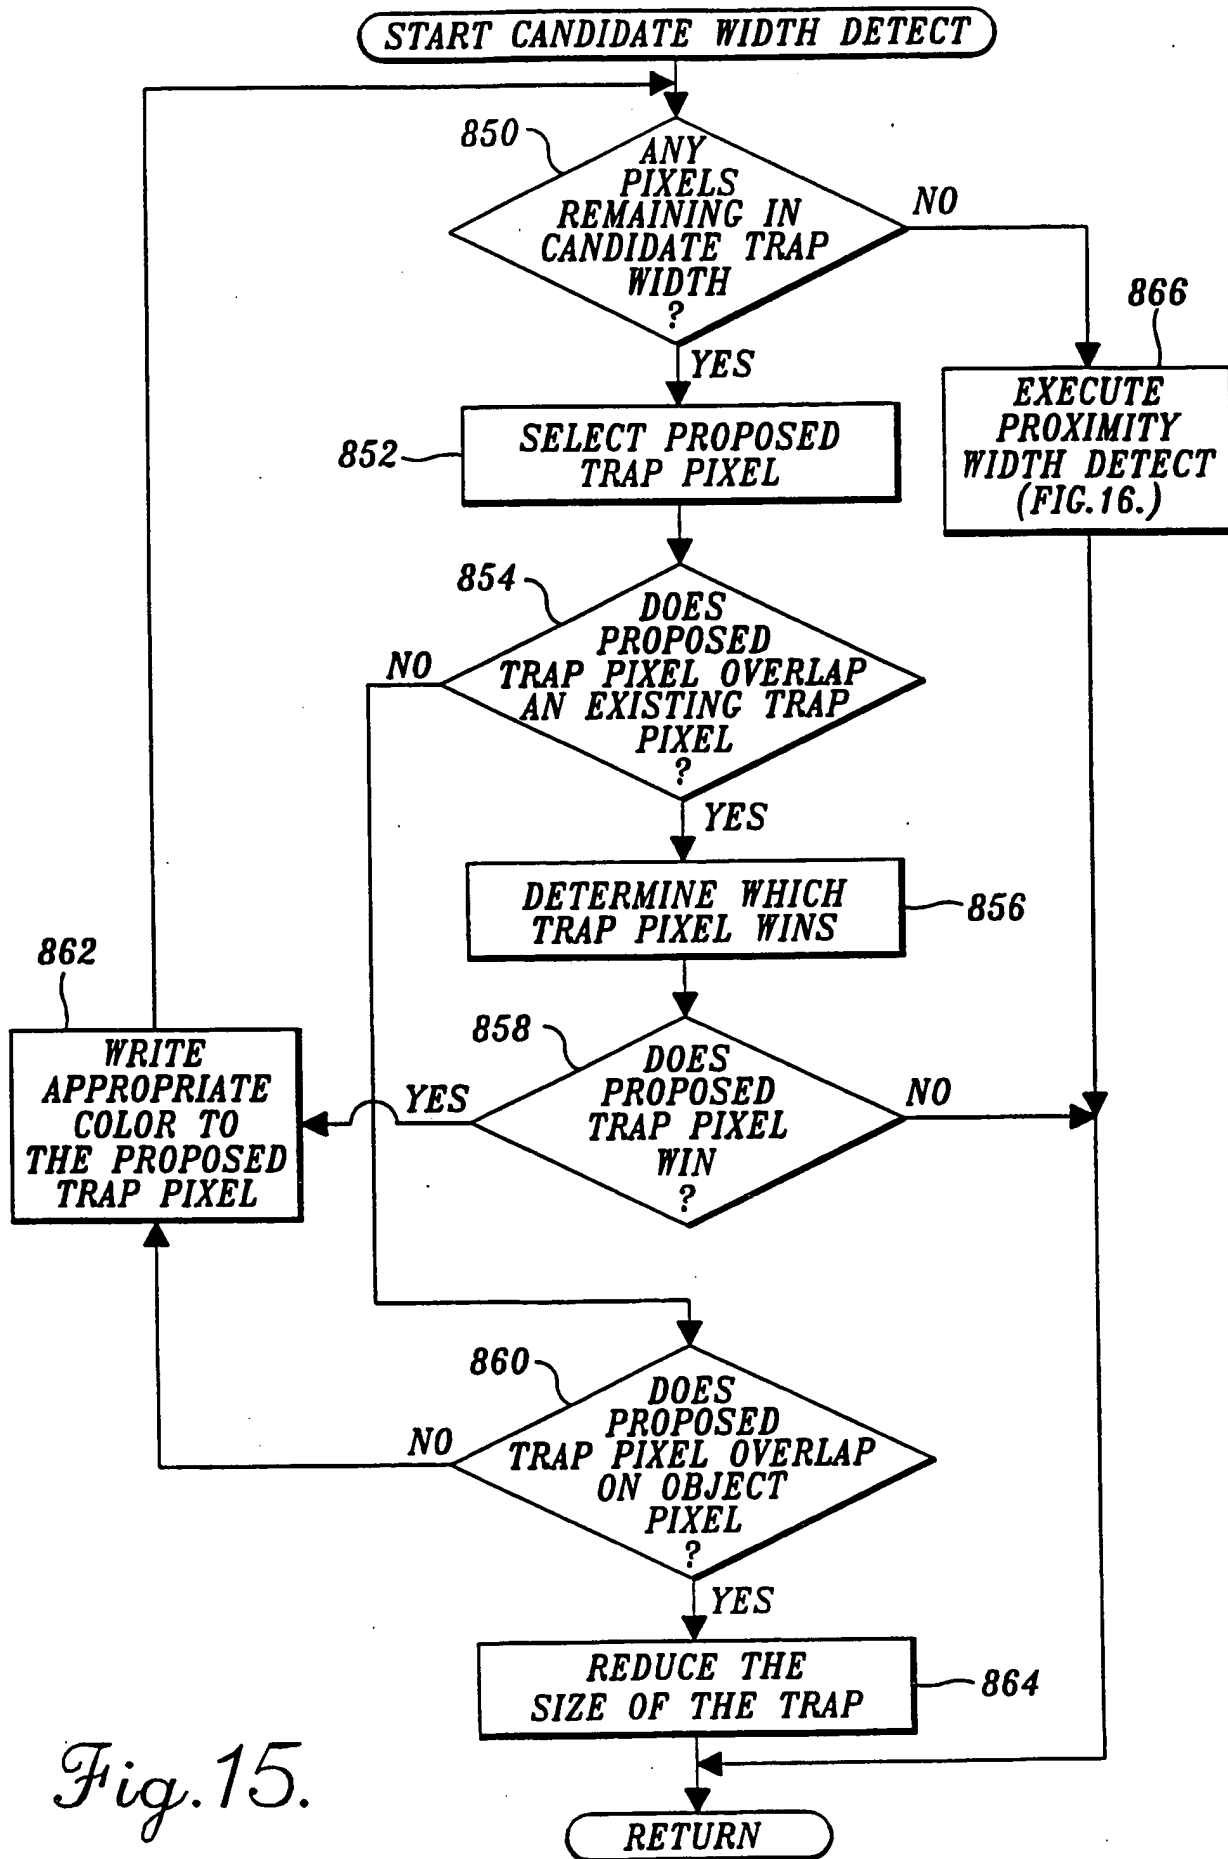 START CANDIDATE WIDTH DETECT
850
ANY
PIXELS
REMAINING IN
CANDIDATE TRAP
WIDTH
?
NO
YES
866
EXECUTE
PROXIMITY
WIDTH DETECT
(FIG.16.)
852
SELECT PROPOSED
TRAP PIXEL
854
DOES
PROPOSED
TRAP PIXEL OVERLAP
AN EXISTING TRAP
PIXEL
?
NO
YES
DETERMINE WHICH
TRAP PIXEL WINS
856
862
WRITE
APPROPRIATE
COLOR TO
THE PROPOSED
TRAP PIXEL
858
DOES
PROPOSED
TRAP PIXEL
WIN
?
YES
NO
860
DOES
PROPOSED
TRAP PIXEL OVERLAP
ON OBJECT
PIXEL
?
NO
YES
REDUCE THE
SIZE OF THE TRAP
864
RETURN
Fig.15.